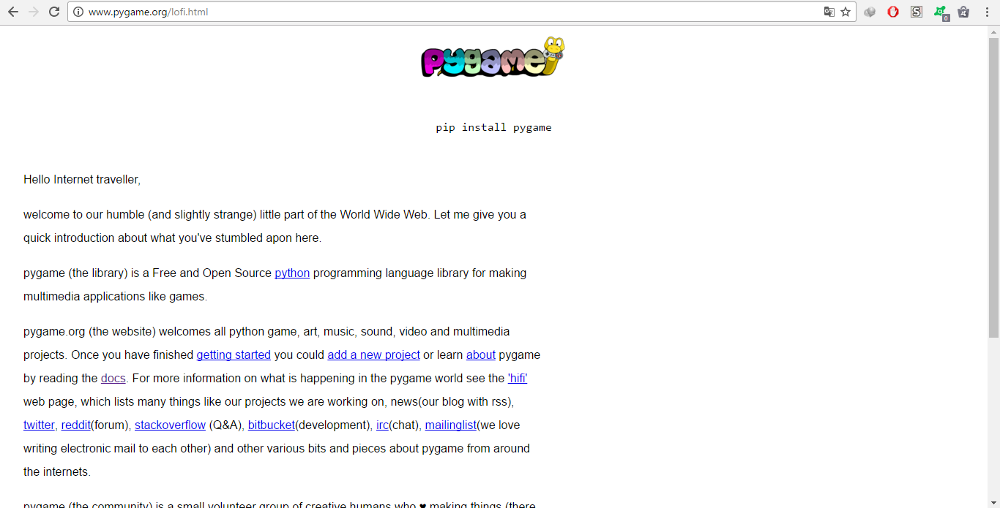 www.pygame.org/lofi.html
S
0
pygame
pip install pygame
Hello Internet traveller,
welcome to our humble (and slightly strange) little part of the World Wide Web. Let me give you a
quick introduction about what you've stumbled apon here.
pygame (the library) is a Free and Open Source python programming language library for making
multimedia applications like games.
pygame.org (the website) welcomes all python game, art, music, sound, video and multimedia
projects. Once you have finished getting started you could add a new project or learn about pygame
by reading the docs. For more information on what is happening in the pygame world see the 'hifi'
web page, which lists many things like our projects we are working on, news(our blog with rss),
twitter, reddit(forum), stackoverflow (Q&A), bitbucket(development), irc(chat), mailinglist(we love
writing electronic mail to each other) and other various bits and pieces about pygame from around
the internets.
pygame (the community) is a small volunteer group of creative humans who ♥ making things (there